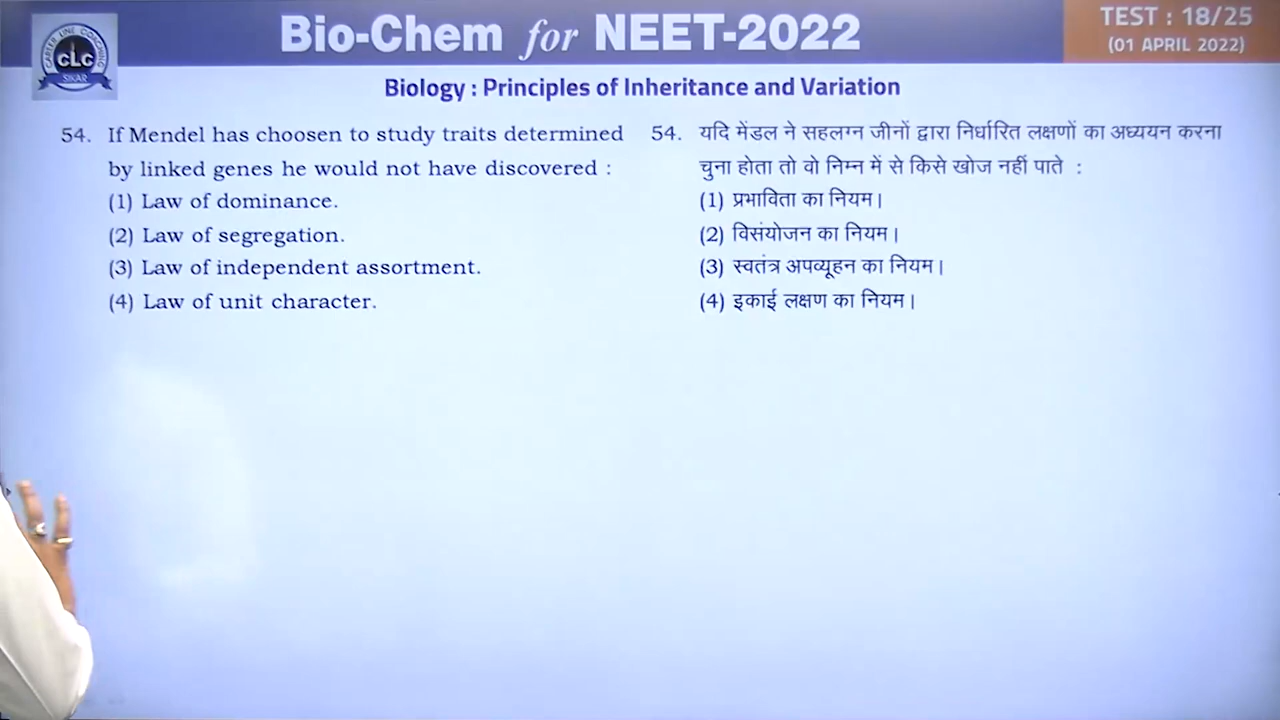 Bio-Chem for NEET-2022
TEST : 18/25
(01 APRIL 2022)
CAREER LINE COACHING
CLC
SIKAR
Biology : Principles of Inheritance and Variation
54. If Mendel has choosen to study traits determined
by linked genes he would not have discovered :
(1) Law of dominance.
(2) Law of segregation.
(3) Law of independent assortment.
(4) Law of unit character.
54. यदि मेंडल ने सहलग्न जीनों द्वारा निर्धारित लक्षणों का अध्ययन करना
चुना होता तो वो निम्न में से किसे खोज नहीं पाते :
(1) प्रभाविता का नियम।
(2) विसंयोजन का नियम।
(3) स्वतंत्र अपव्यूहन का नियम।
(4) इकाई लक्षण का नियम।